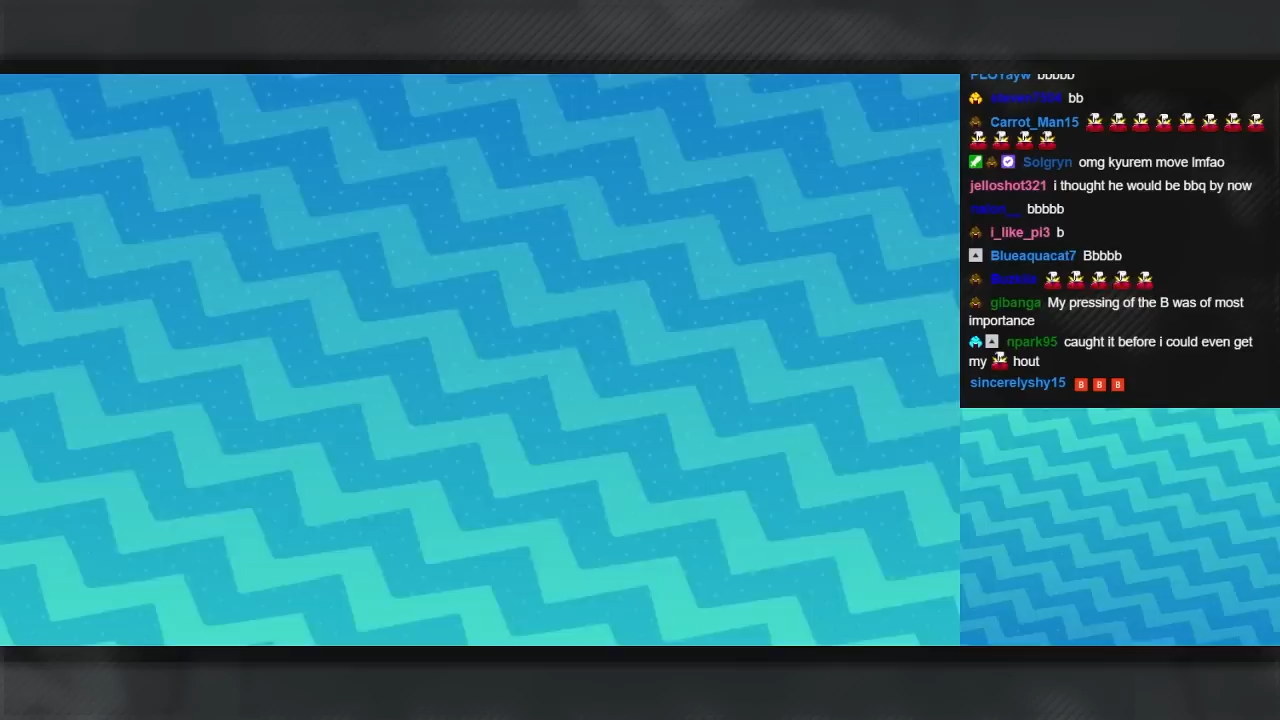 bbbbb
bb
Carrot_Man15
Solgryn omg kyurem move lmfao
jelloshot321 i thought he would be bbq by now
bbbbb
i_like_pi3 b
Blueaquacat7 Bbbbb
gibanga My pressing of the B was of most
importance
npark95 caught it before i could even get
my hout
sincerelyshy15 B B B